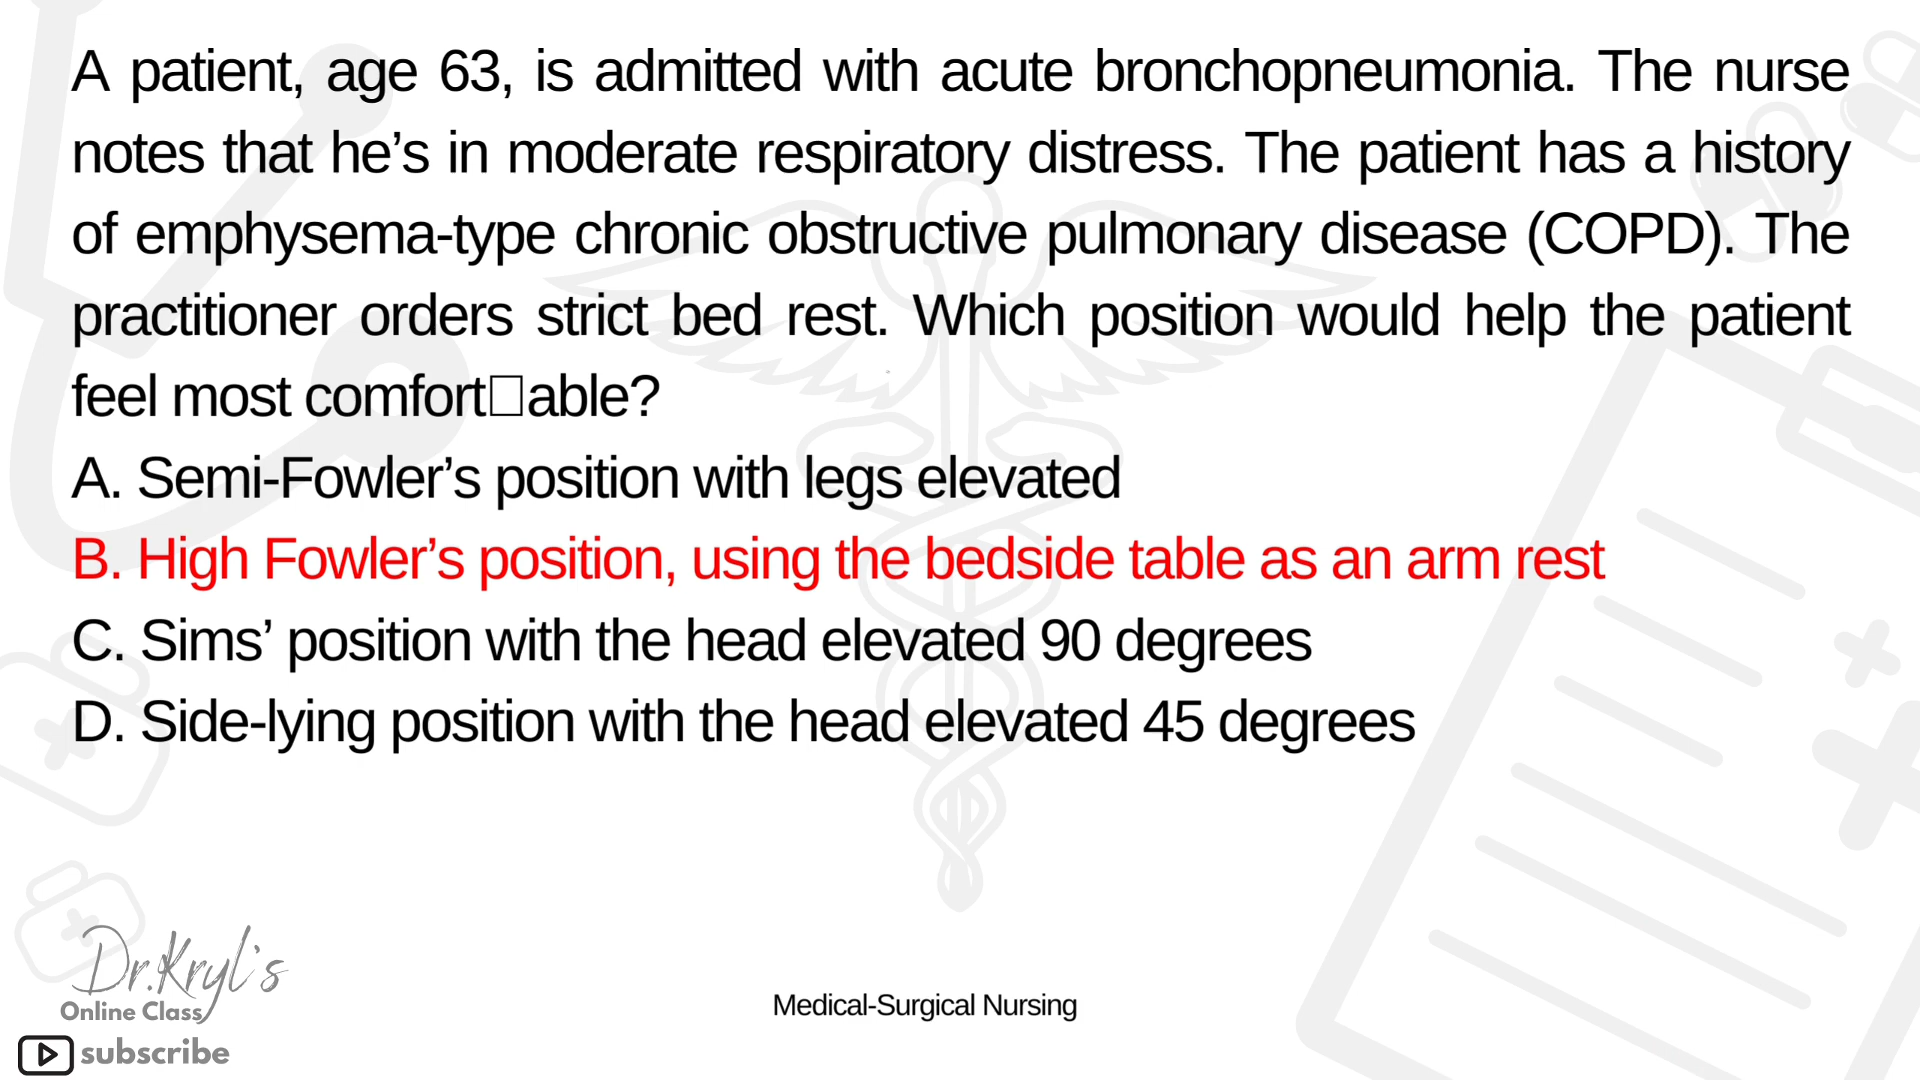 A patient, age 63, is admitted with acute bronchopneumonia. The nurse
notes that he’s in moderate respiratory distress. The patient has a history
of emphysema-type chronic obstructive pulmonary disease (COPD). The
practitioner orders strict bed rest. Which position would help the patient
feel most comfort□able?
A. Semi-Fowler’s position with legs elevated
B. High Fowler’s position, using the bedside table as an arm rest
C. Sims’ position with the head elevated 90 degrees
D. Side-lying position with the head elevated 45 degrees
Dr.Kryl's
Online Class
subscribe
Medical-Surgical Nursing